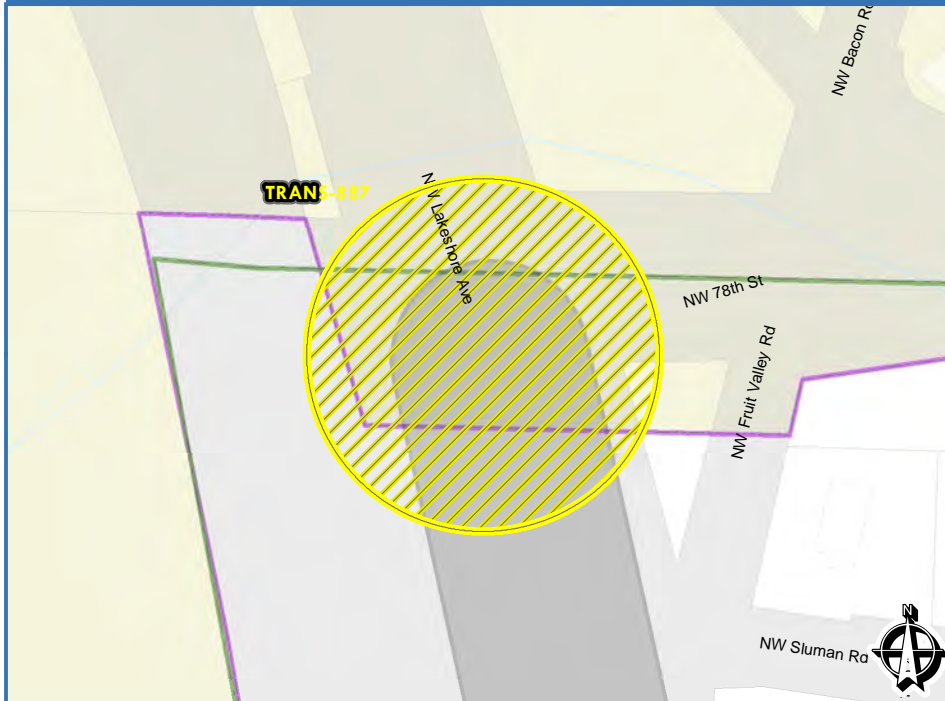 NW Bacon Rd
TRANS-887
NW Lakeshore Ave
NW 78th St
NW Fruit Valley Rd
NW Sluman Rd
N